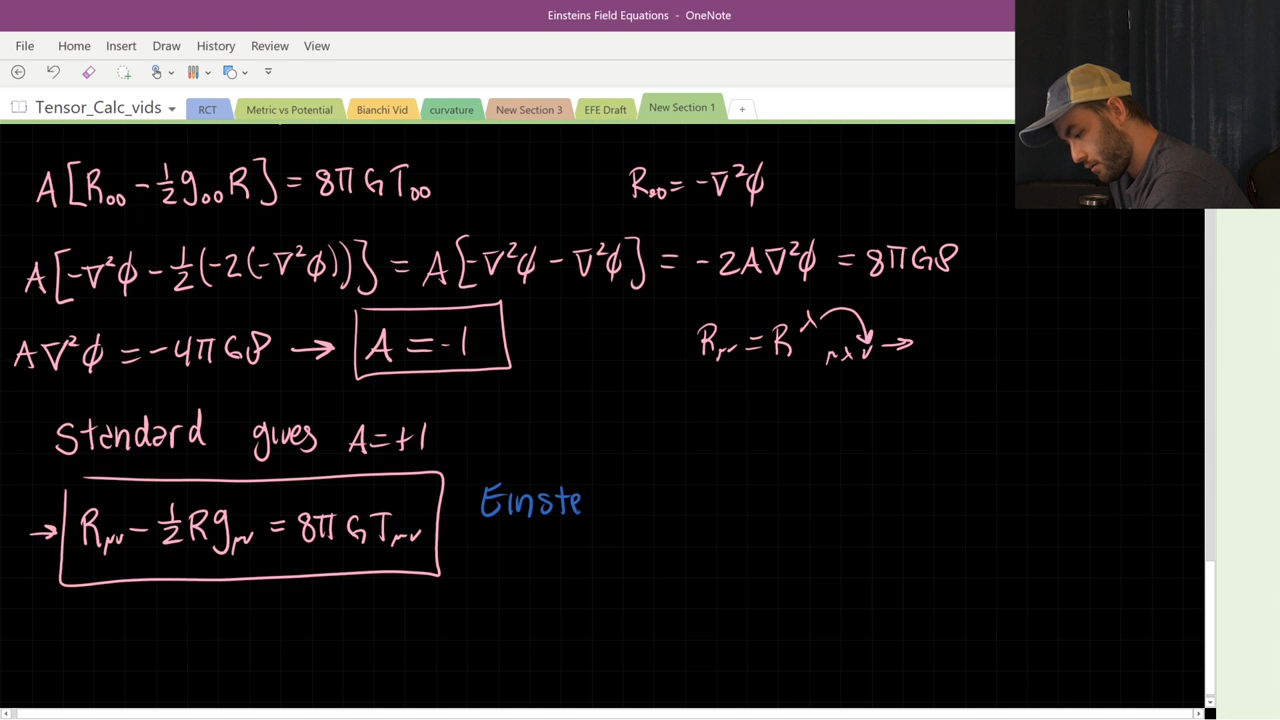 Einsteins Field Equations - OneNote
File Home Insert Draw History Review View
Tensor_Calc_vids RCT Metric vs Potential Bianchi Vid curvature New Section 3 EFE Draft New Section 1 +
A[R₀₀ - ½g₀₀R] = 8πGT₀₀
R₀₀ = -∇²ϕ
A[-∇²ϕ - ½(-2(-∇²ϕ))] = A[-∇²ϕ - ∇²ϕ] = -2A∇²ϕ = 8πGρ
A∇²ϕ = -4πGρ → A = -1
R_μν = R^λ_μλν →
Standard gives A = +1
→ R_μν - ½Rg_μν = 8πGT_μν
Einste